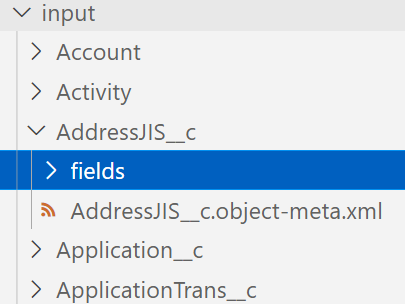 input
Account
Activity
AddressJIS__c
fields
AddressJIS__c.object-meta.xml
Application__c
ApplicationTrans__c